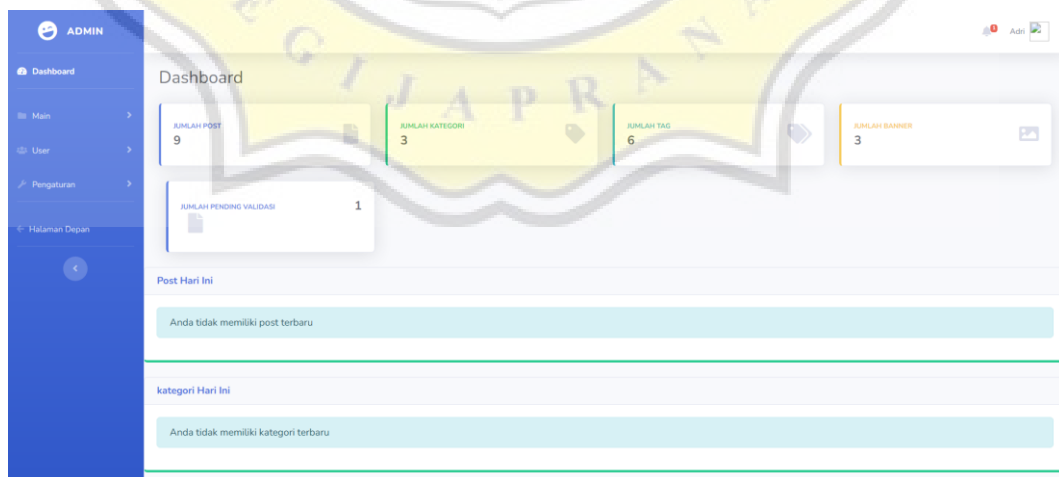 ADMIN
Adri
Dashboard
Main
User
Pengaturan
Halaman Depan
Dashboard
JUMLAH POST
9
JUMLAH KATEGORI
3
JUMLAH TAG
6
JUMLAH BANNER
3
JUMLAH PENDING VALIDASI
1
Post Hari Ini
Anda tidak memiliki post terbaru
kategori Hari Ini
Anda tidak memiliki kategori terbaru
E G I J A P R A N A